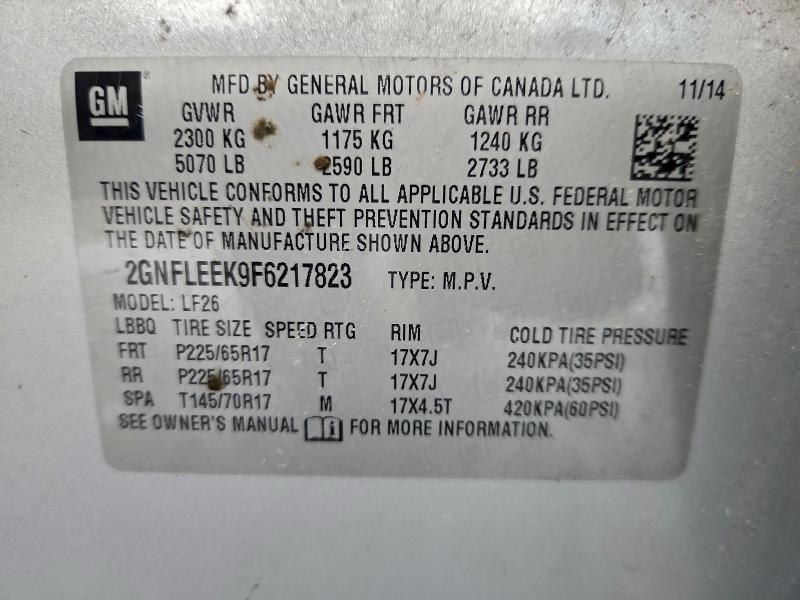 GM
MFD BY GENERAL MOTORS OF CANADA LTD. 11/14
GVWR GAWR FRT GAWR RR
2300 KG 1175 KG 1240 KG
5070 LB 2590 LB 2733 LB
THIS VEHICLE CONFORMS TO ALL APPLICABLE U.S. FEDERAL MOTOR
VEHICLE SAFETY AND THEFT PREVENTION STANDARDS IN EFFECT ON
THE DATE OF MANUFACTURE SHOWN ABOVE.
2GNFLEEK9F6217823 TYPE: M.P.V.
MODEL: LF26
LBBQ TIRE SIZE SPEED RTG RIM COLD TIRE PRESSURE
FRT P225/65R17 T 17X7J 240KPA(35PSI)
RR P225/65R17 T 17X7J 240KPA(35PSI)
SPA T145/70R17 M 17X4.5T 420KPA(60PSI)
SEE OWNER'S MANUAL i FOR MORE INFORMATION.